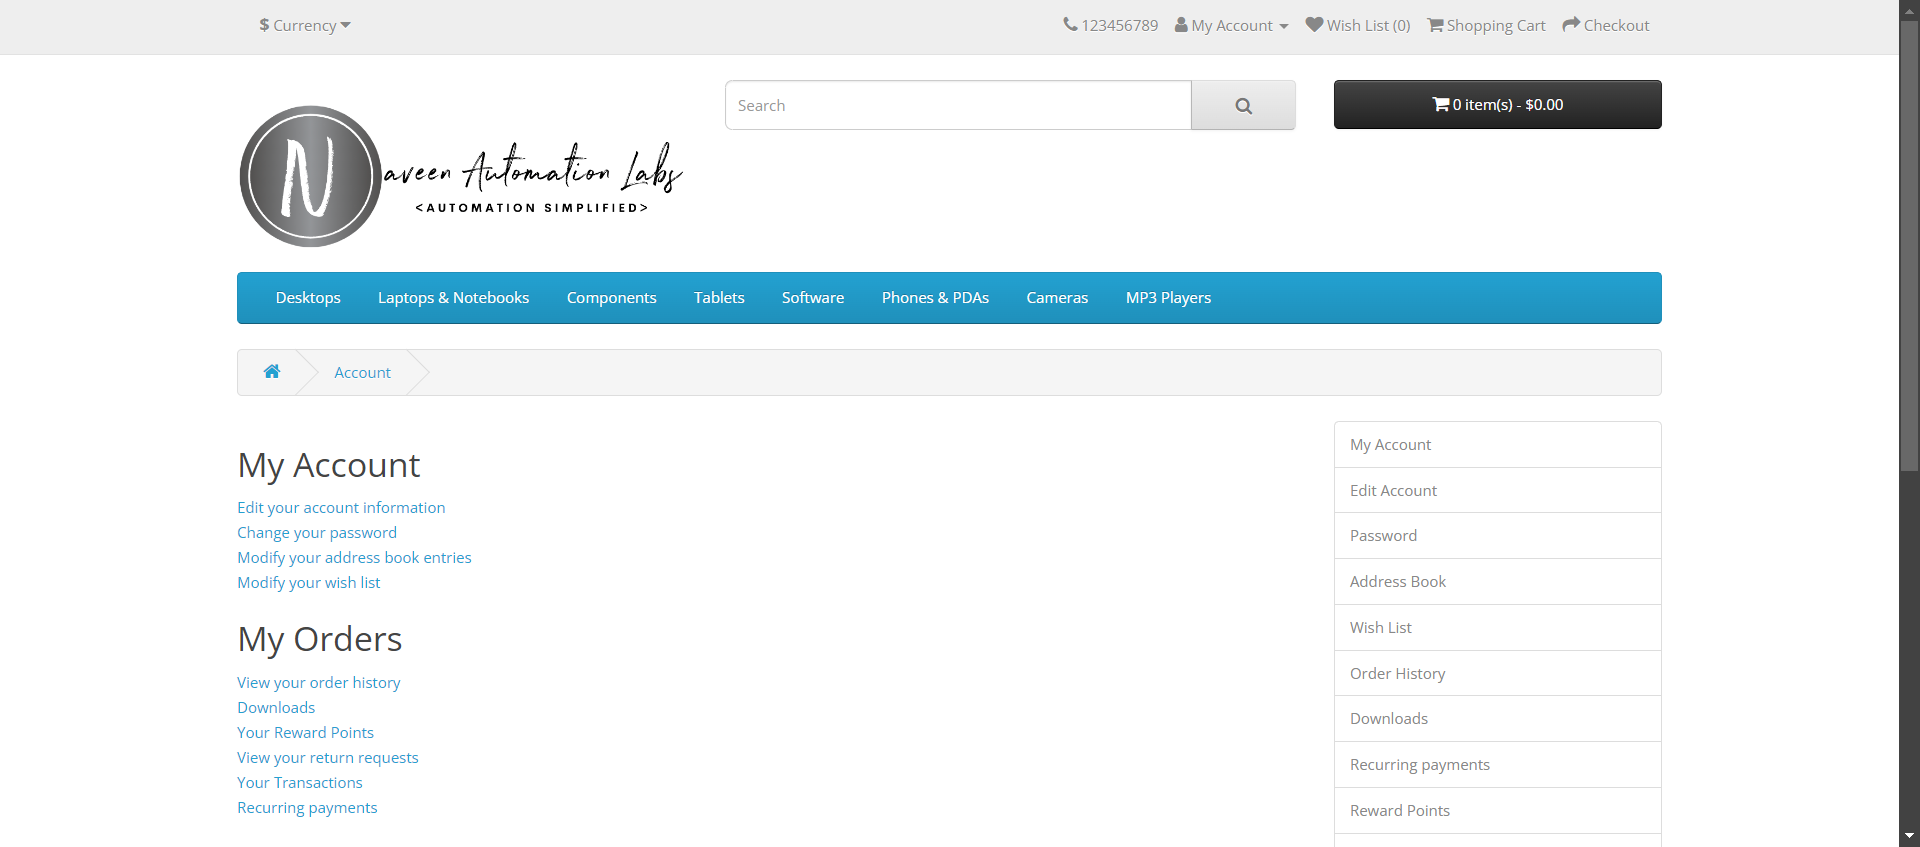 $ Currency
123456789 My Account Wish List (0) Shopping Cart Checkout
Search
0 item(s) - $0.00
N
aveen Automation Labs
<AUTOMATION SIMPLIFIED>
Desktops Laptops & Notebooks Components Tablets Software Phones & PDAs Cameras MP3 Players
Account
My Account
Edit your account information
Change your password
Modify your address book entries
Modify your wish list
My Orders
View your order history
Downloads
Your Reward Points
View your return requests
Your Transactions
Recurring payments
My Account
Edit Account
Password
Address Book
Wish List
Order History
Downloads
Recurring payments
Reward Points